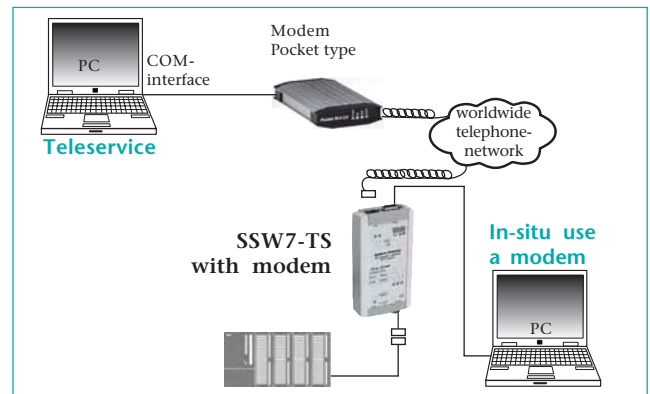 Modem
Pocket type
PC
COM-
interface
Teleservice
worldwide
telephone-
network
SSW7-TS
with modem
In-situ use
a modem
PC